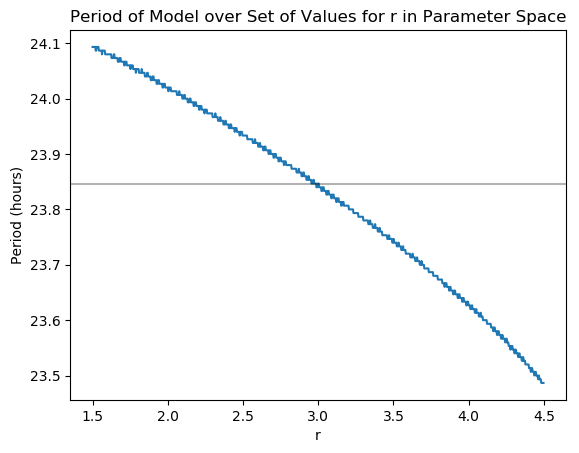 Period of Model over Set of Values for r in Parameter Space
24.1
24.0
23.9
23.8
23.7
23.6
23.5
Period (hours)
1.5 2.0 2.5 3.0 3.5 4.0 4.5
r